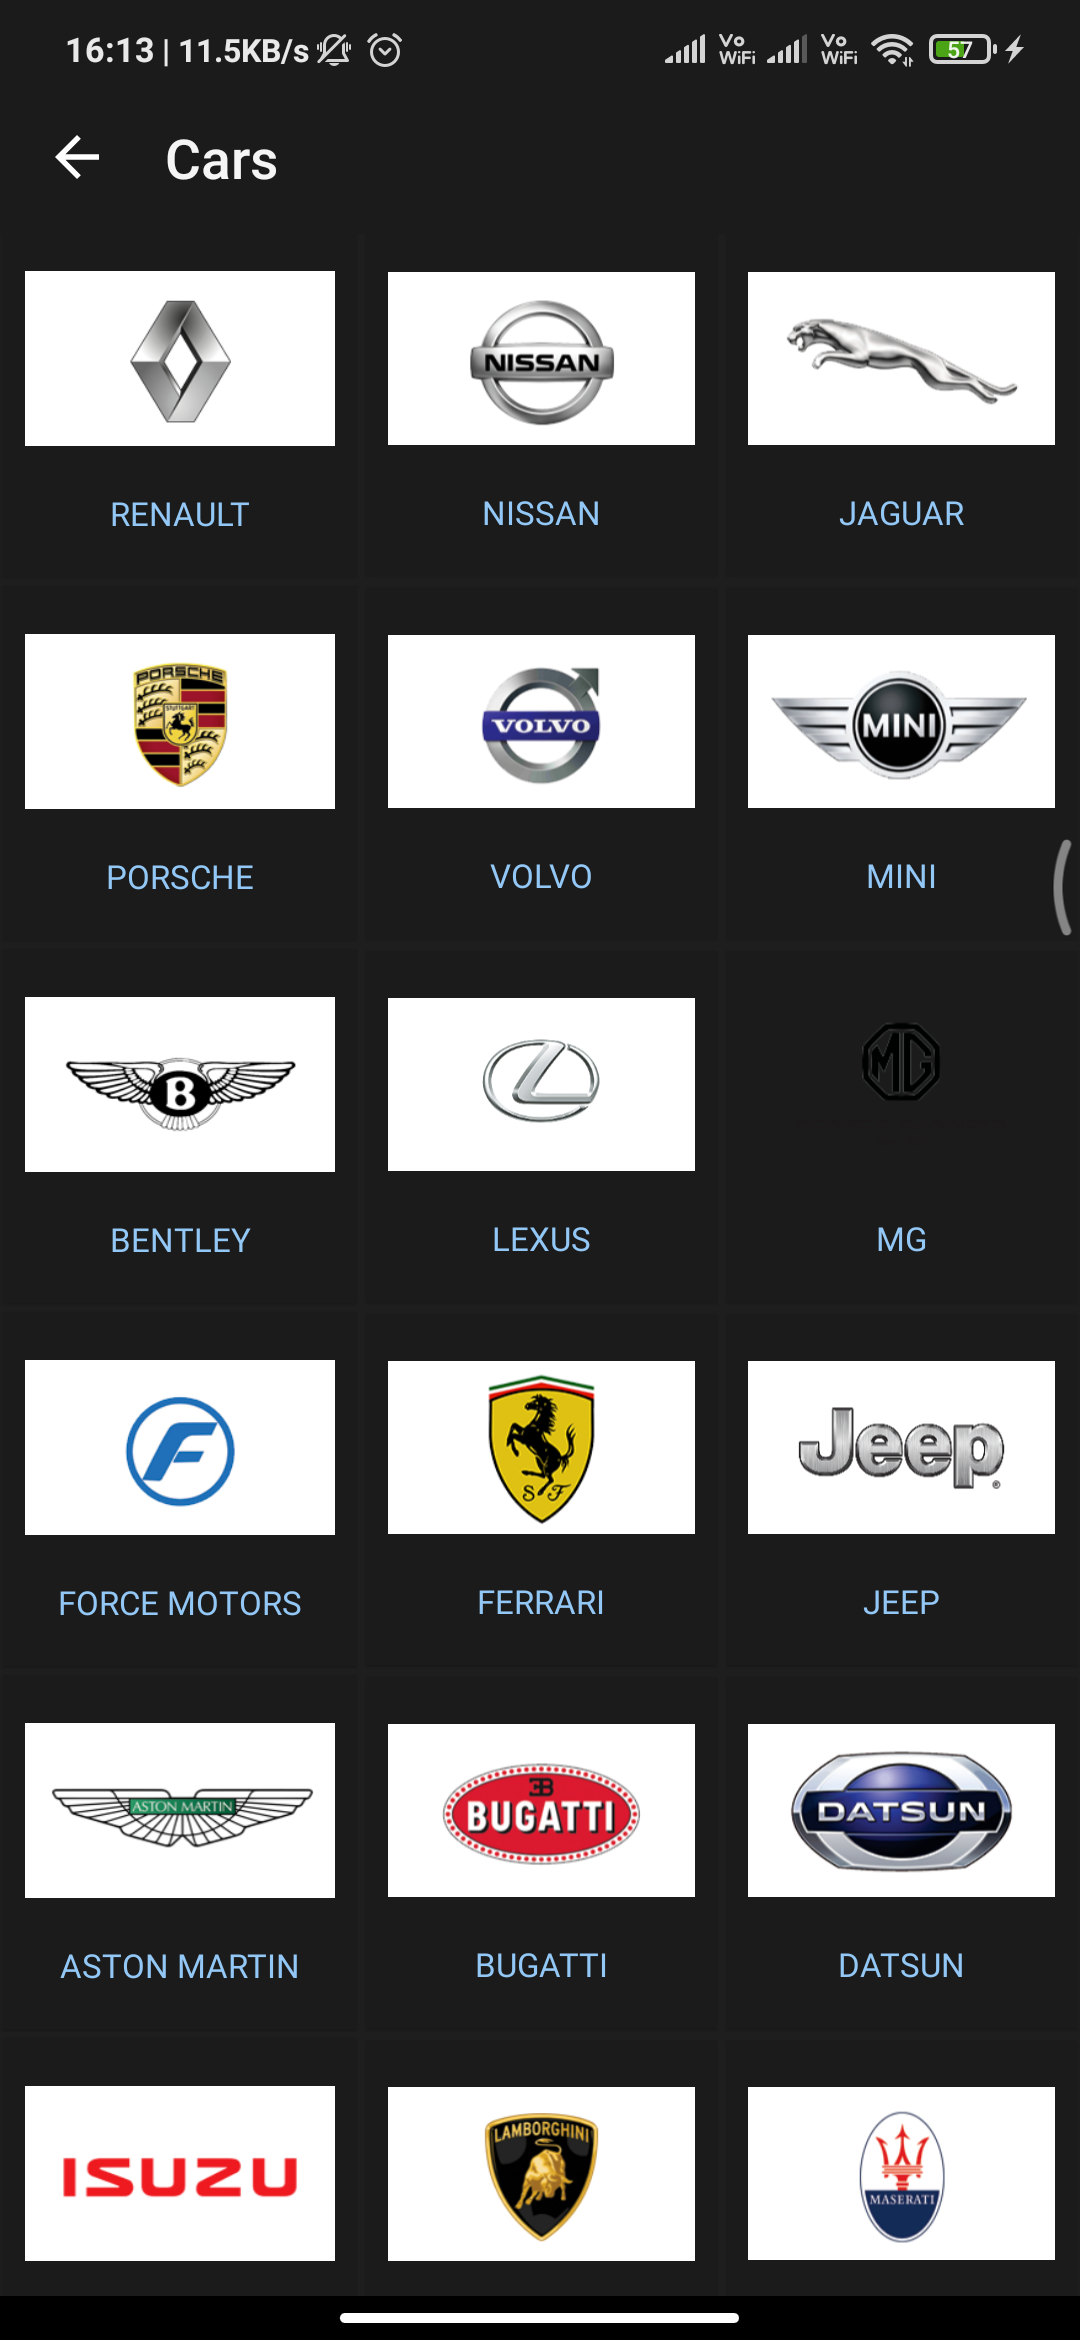 16:13 | 11.5KB/s Vo WiFi Vo WiFi 57
Cars
NISSAN
RENAULT NISSAN JAGUAR
PORSCHE
STUTTGART
VOLVO
MINI
PORSCHE VOLVO MINI
B
MG
BENTLEY LEXUS MG
F
S F
Jeep
FORCE MOTORS FERRARI JEEP
ASTON MARTIN
EB
BUGATTI
DATSUN
ASTON MARTIN BUGATTI DATSUN
ISUZU
LAMBORGHINI
MASERATI